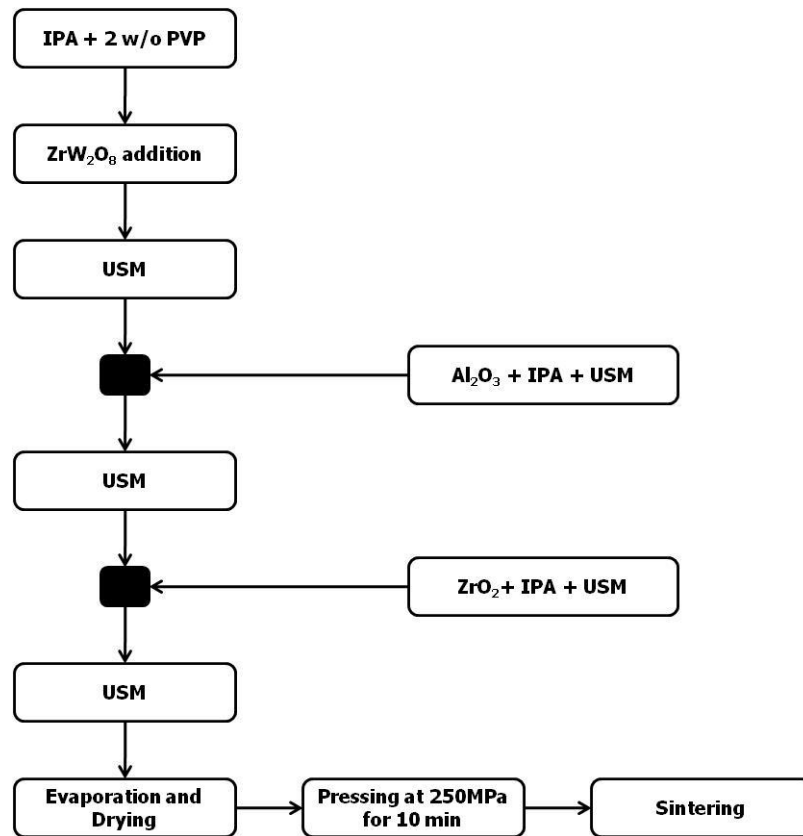 IPA + 2 w/o PVP
ZrW₂O₈ addition
USM
Al₂O₃ + IPA + USM
USM
ZrO₂+ IPA + USM
USM
Evaporation and
Drying
Pressing at 250MPa
for 10 min
Sintering